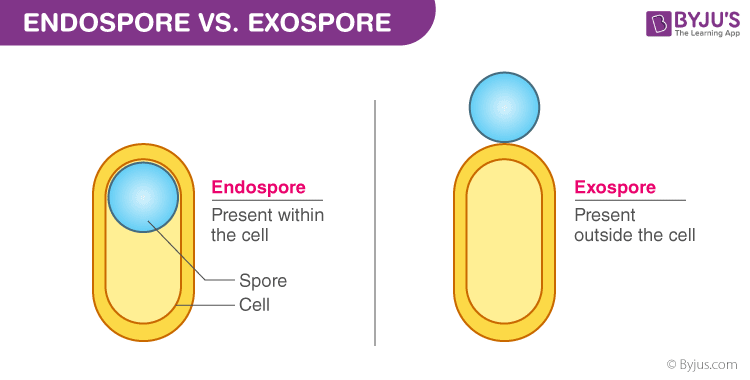 ENDOSPORE VS. EXOSPORE
BYJU'S
The Learning App
Endospore
Present within
the cell
Spore
Cell
Exospore
Present
outside the cell
© Byjus.com